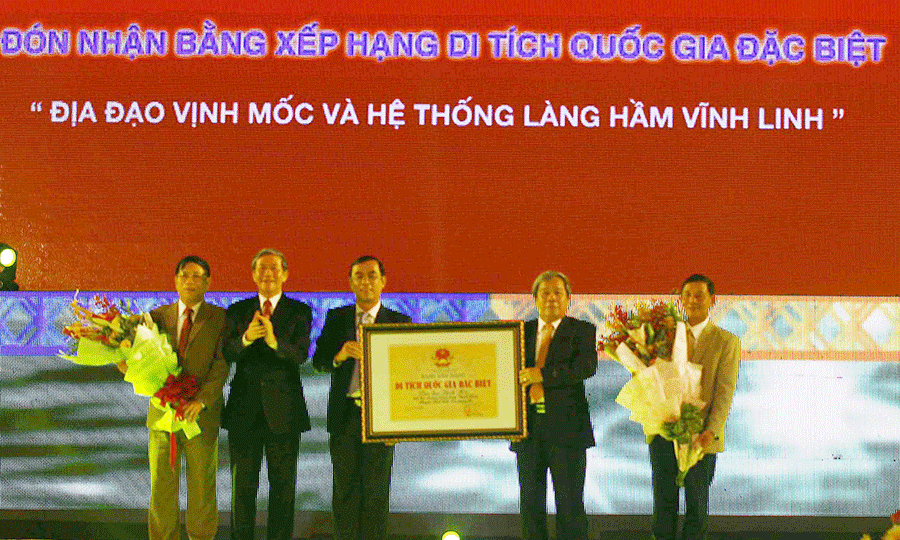 ĐÓN NHẬN BẰNG XẾP HẠNG DI TÍCH QUỐC GIA ĐẶC BIỆT
“ ĐỊA ĐẠO VỊNH MỐC VÀ HỆ THỐNG LÀNG HẦM VĨNH LINH ”
DI TÍCH QUỐC GIA ĐẶC BIỆT